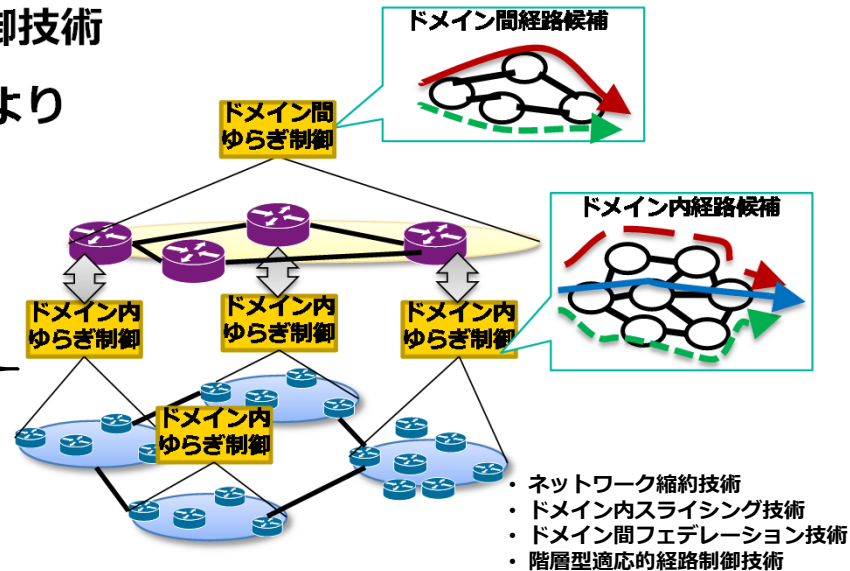 御技術
より
ドメイン間経路候補
ドメイン間
ゆらぎ制御
ドメイン内経路候補
ドメイン内
ゆらぎ制御
ドメイン内
ゆらぎ制御
ドメイン内
ゆらぎ制御
ドメイン内
ゆらぎ制御
・ ネットワーク縮約技術
・ ドメイン内スライシング技術
・ ドメイン間フェデレーション技術
・ 階層型適応的経路制御技術